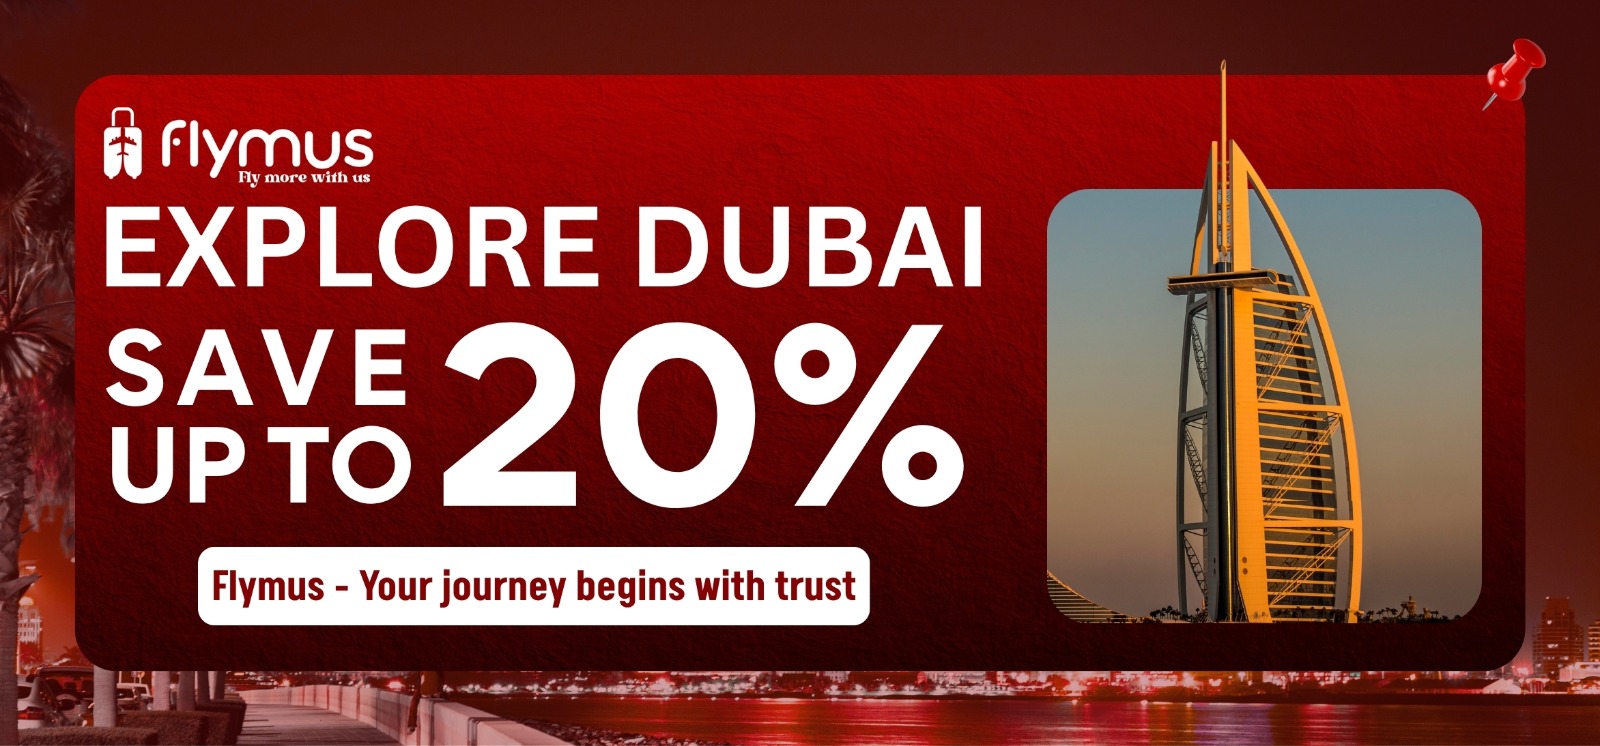 flymus
Fly more with us
EXPLORE DUBAI
SAVE
UP TO
20%
Flymus - Your journey begins with trust